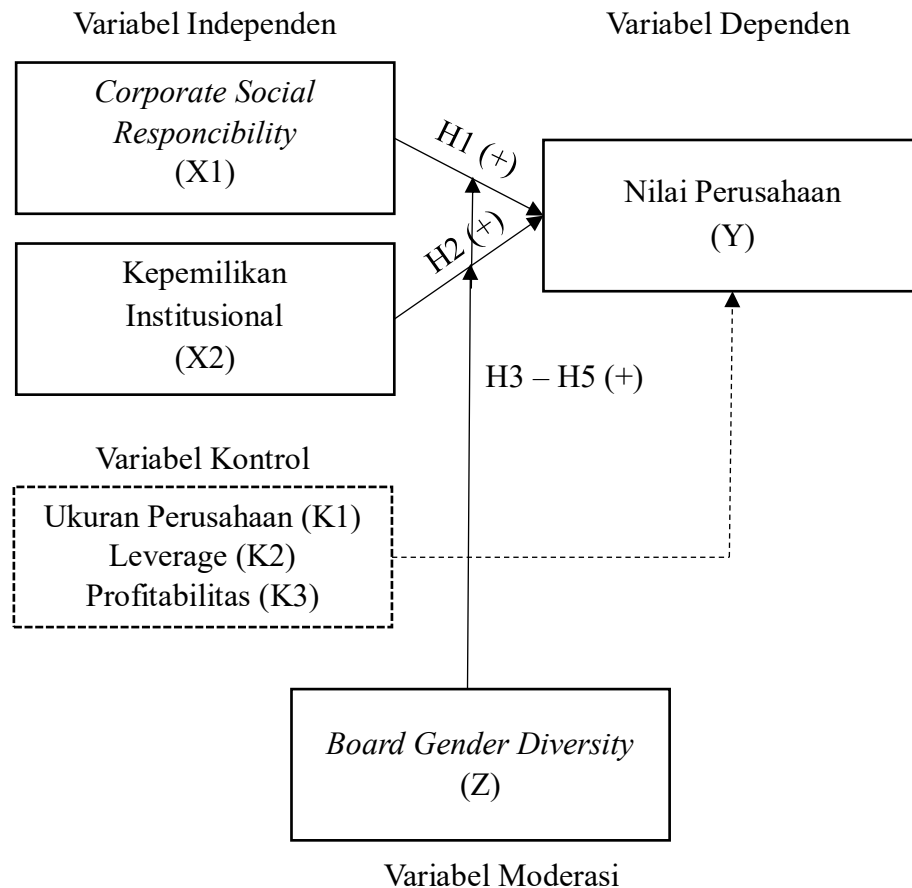 Variabel Independen
Variabel Dependen
Corporate Social
Responcibility
(X1)
H1 (+)
Nilai Perusahaan
(Y)
Kepemilikan
Institusional
(X2)
H2 (+)
H3 – H5 (+)
Variabel Kontrol
Ukuran Perusahaan (K1)
Leverage (K2)
Profitabilitas (K3)
Board Gender Diversity
(Z)
Variabel Moderasi